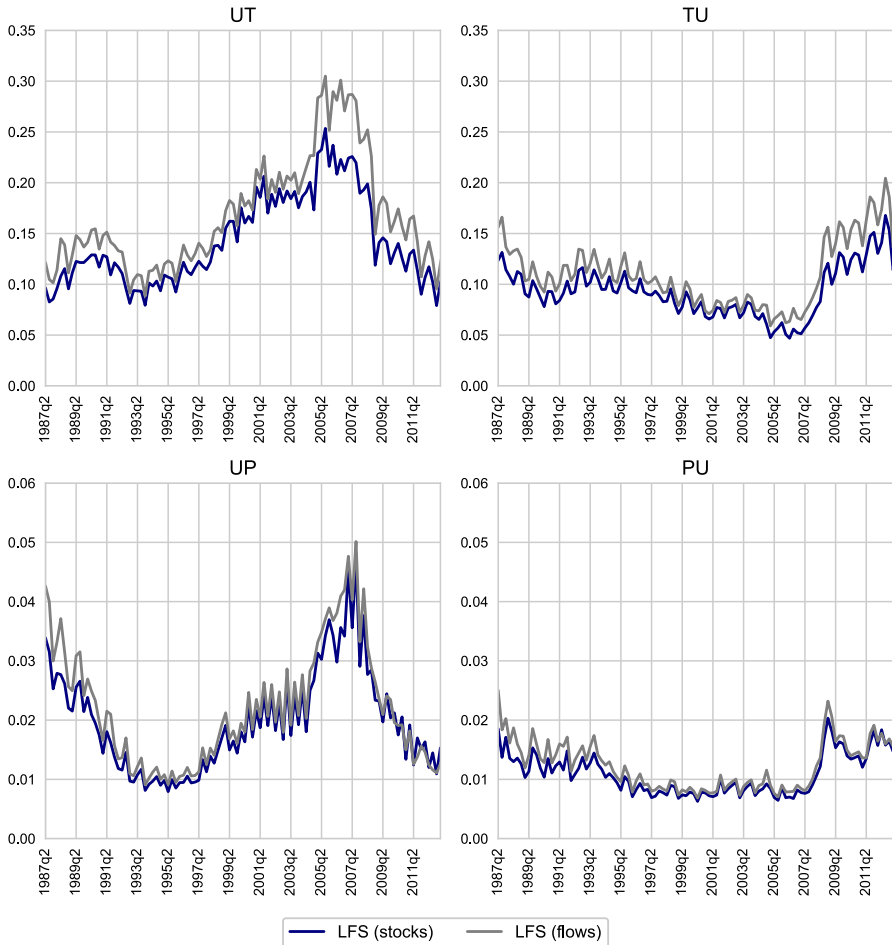 UT
TU
0.35
0.30
0.25
0.20
0.15
0.10
0.05
0.00
1987q2
1989q2
1991q2
1993q2
1995q2
1997q2
1999q2
2001q2
2003q2
2005q2
2007q2
2009q2
2011q2
0.35
0.30
0.25
0.20
0.15
0.10
0.05
0.00
1987q2
1989q2
1991q2
1993q2
1995q2
1997q2
1999q2
2001q2
2003q2
2005q2
2007q2
2009q2
2011q2
UP
PU
0.06
0.05
0.04
0.03
0.02
0.01
0.00
1987q2
1989q2
1991q2
1993q2
1995q2
1997q2
1999q2
2001q2
2003q2
2005q2
2007q2
2009q2
2011q2
0.06
0.05
0.04
0.03
0.02
0.01
0.00
1987q2
1989q2
1991q2
1993q2
1995q2
1997q2
1999q2
2001q2
2003q2
2005q2
2007q2
2009q2
2011q2
LFS (stocks) LFS (flows)